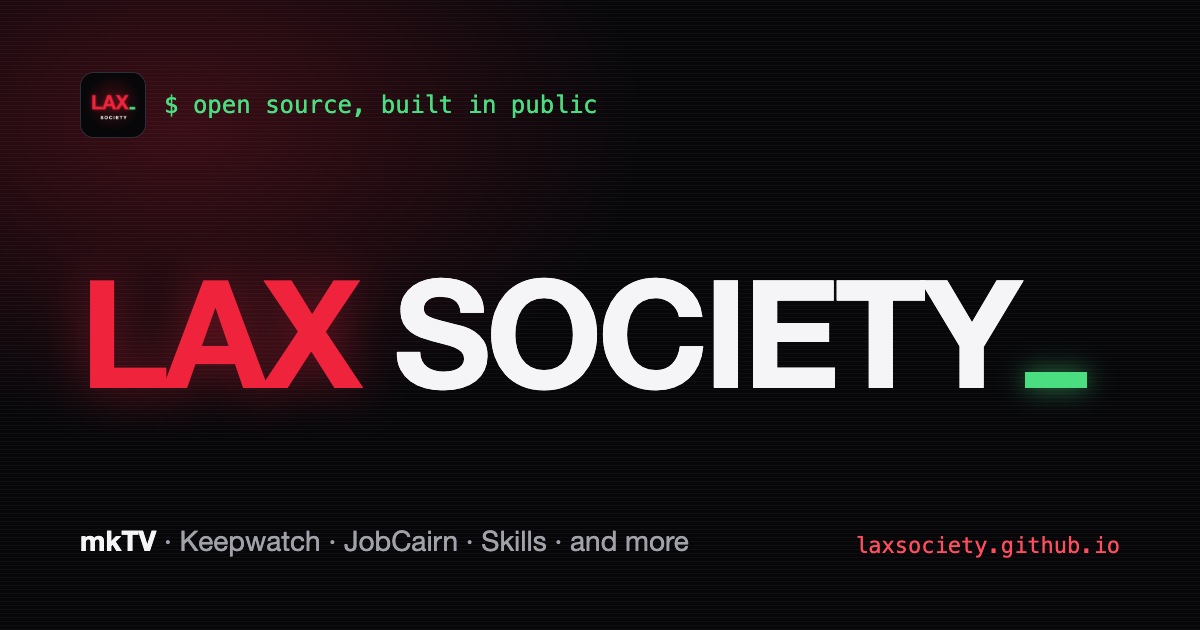 LAX_
SOCIETY
$ open source, built in public
LAX SOCIETY_
mkTV · Keepwatch · JobCairn · Skills · and more
laxsociety.github.io